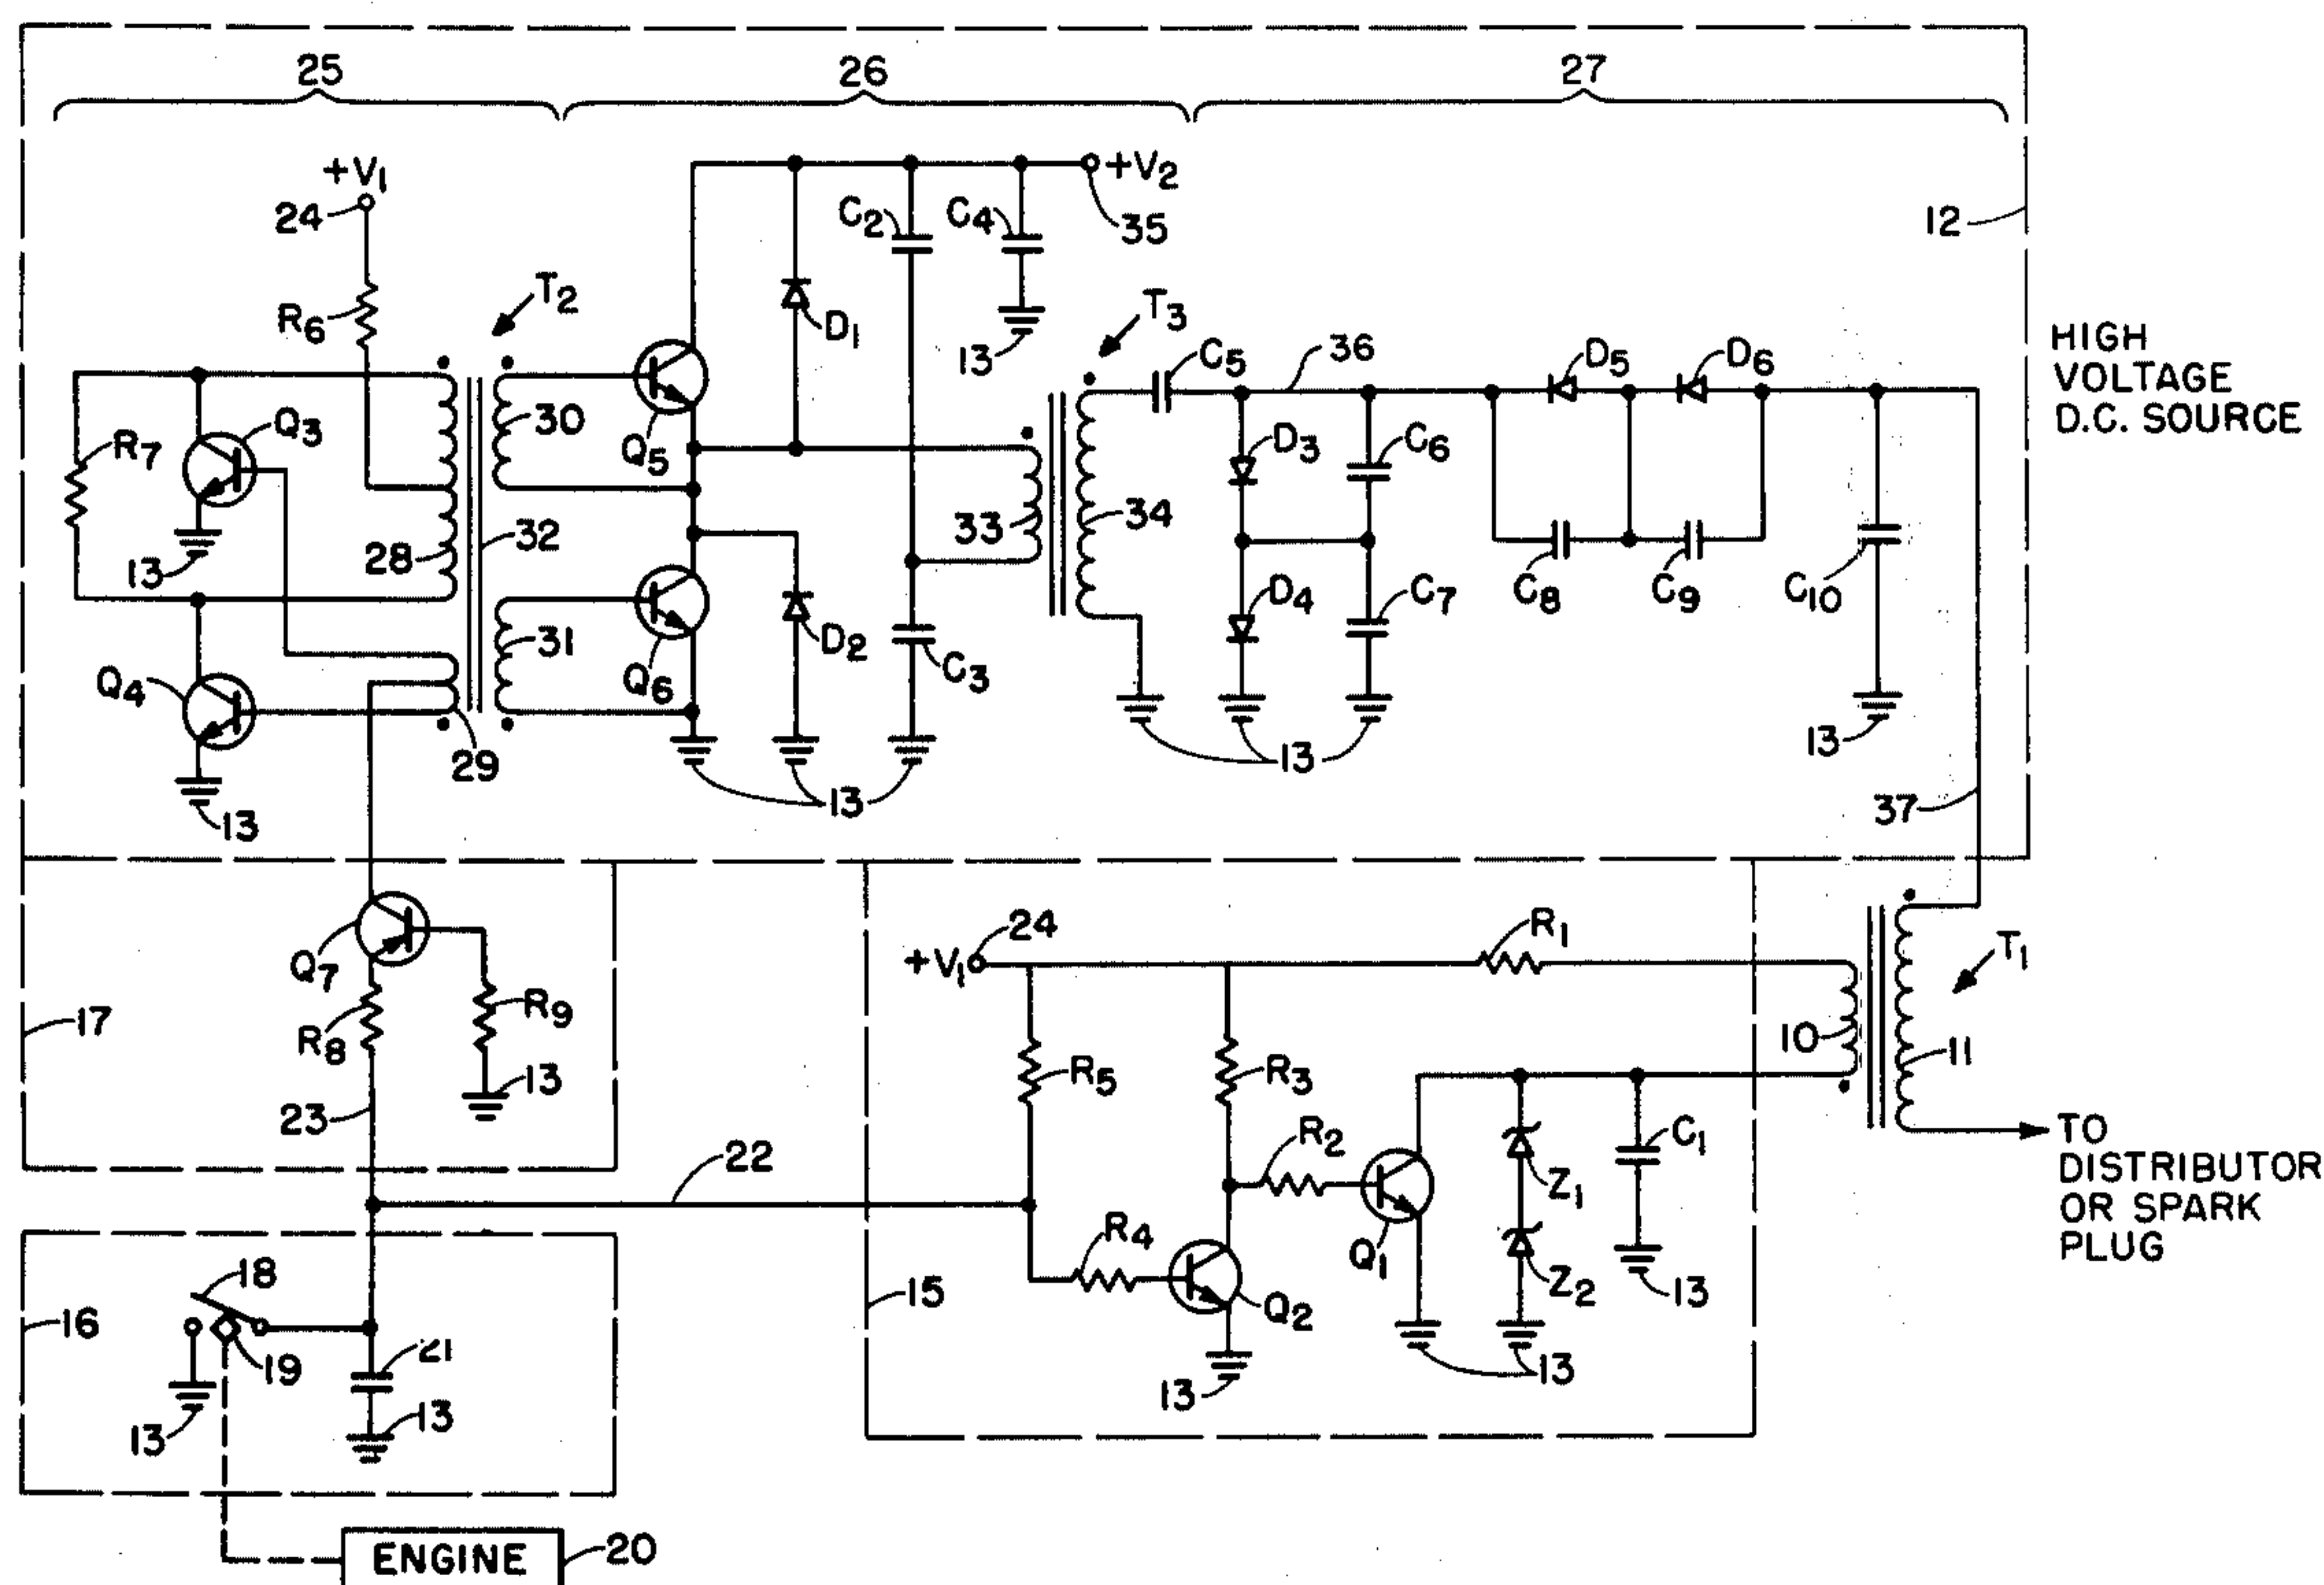 25
26
27
+V₁
24
+V₂
35
C₂
C₄
12
R₆
T₂
D₁
13
T₃
C₅
36
D₅
D₆
HIGH
VOLTAGE
D.C. SOURCE
R₇
Q₃
30
Q₅
D₃
C₆
13
28
32
33
34
C₈
C₉
C₁₀
Q₄
31
Q₆
D₂
C₃
D₄
C₇
29
13
13
13
13
37
Q₇
R₉
+V₁
24
R₁
T₁
17
R₈
13
23
R₅
R₃
10
11
22
R₂
C₁
Z₁
TO
DISTRIBUTOR
OR SPARK
PLUG
R₄
Q₁
16
18
19
21
13
13
15
Q₂
Z₂
13
13
13
ENGINE
20